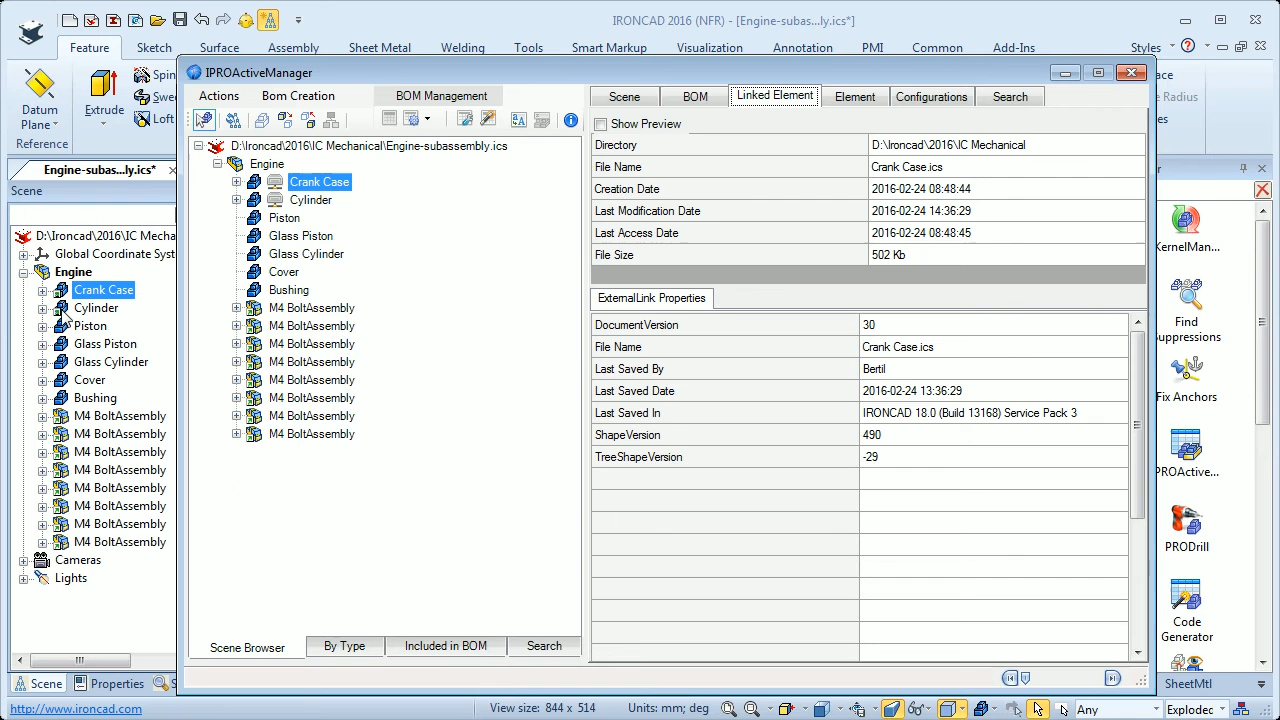 IRONCAD 2016 (NFR) - [Engine-subas...ly.ics*]
Feature Sketch Surface Assembly Sheet Metal Welding Tools Smart Markup Visualization Annotation PMI Common Add-Ins Styles
Datum Plane
Extrude
Spin
Swee
Loft
Reference
Feature
Engine-subas...ly.ics*
Scene
D:\Ironcad\2016\IC Mecha
Global Coordinate Syst
Engine
Crank Case
Cylinder
Piston
Glass Piston
Glass Cylinder
Cover
Bushing
M4 BoltAssembly
M4 BoltAssembly
M4 BoltAssembly
M4 BoltAssembly
M4 BoltAssembly
M4 BoltAssembly
M4 BoltAssembly
M4 BoltAssembly
Cameras
Lights
Scene Properties S
IPROActiveManager
Actions Bom Creation BOM Management
D:\Ironcad\2016\IC Mechanical\Engine-subassembly.ics
Engine
Crank Case
Cylinder
Piston
Glass Piston
Glass Cylinder
Cover
Bushing
M4 BoltAssembly
M4 BoltAssembly
M4 BoltAssembly
M4 BoltAssembly
M4 BoltAssembly
M4 BoltAssembly
M4 BoltAssembly
M4 BoltAssembly
Scene Browser By Type Included in BOM Search
Scene BOM Linked Element Element Configurations Search
Show Preview
Directory D:\Ironcad\2016\IC Mechanical
File Name Crank Case.ics
Creation Date 2016-02-24 08:48:44
Last Modification Date 2016-02-24 14:36:29
Last Access Date 2016-02-24 08:48:45
File Size 502 Kb
ExternalLink Properties
DocumentVersion 30
File Name Crank Case.ics
Last Saved By Bertil
Last Saved Date 2016-02-24 13:36:29
Last Saved In IRONCAD 18.0 (Build 13168) Service Pack 3
ShapeVersion 490
TreeShapeVersion -29
ace
Radius
es
r
KernelMan...
Find
Suppressions
Fix Anchors
PROActive...
PRODrill
Code
Generator
SheetMtl
http://www.ironcad.com View size: 844 x 514 Units: mm; deg Any Explodec